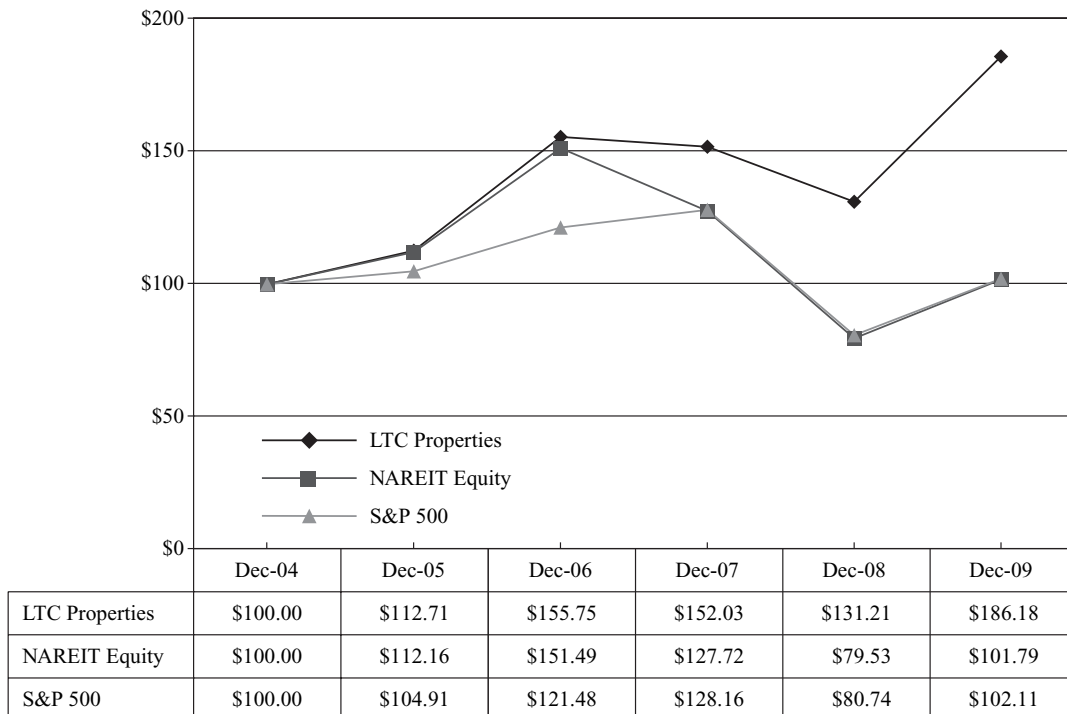 $200
$150
$100
$50
$0
LTC Properties
NAREIT Equity
S&P 500
Dec-04 Dec-05 Dec-06 Dec-07 Dec-08 Dec-09
LTC Properties $100.00 $112.71 $155.75 $152.03 $131.21 $186.18
NAREIT Equity $100.00 $112.16 $151.49 $127.72 $79.53 $101.79
S&P 500 $100.00 $104.91 $121.48 $128.16 $80.74 $102.11